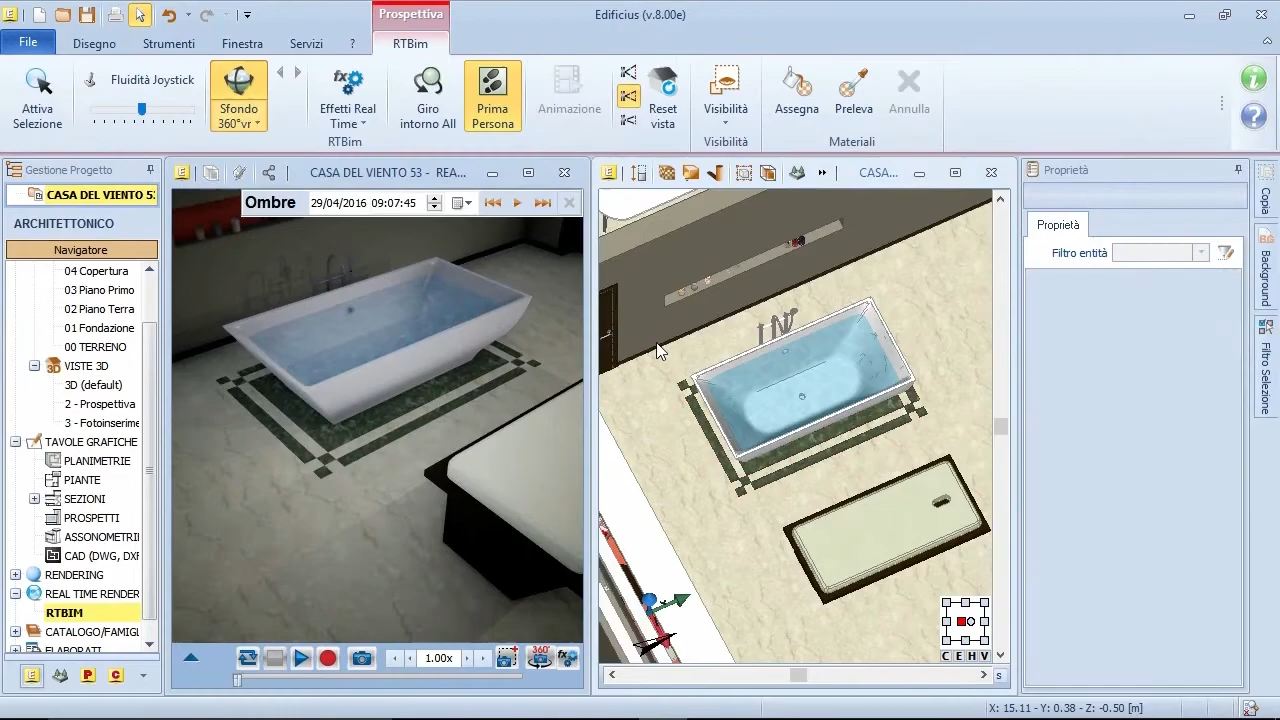 Prospettiva
Edificius (v.8.00e)
File
Disegno
Strumenti
Finestra
Servizi
?
RTBim
Attiva
Selezione
Fluidità Joystick
Sfondo
360°vr
fx
Effetti Real
Time
Giro
intorno All
Prima
Persona
Animazione
Reset
vista
Visibilità
Assegna
Preleva
Annulla
RTBim
Visibilità
Materiali
Gestione Progetto
CASA DEL VIENTO 5
ARCHITETTONICO
Navigatore
04 Copertura
03 Piano Primo
02 Piano Terra
01 Fondazione
00 TERRENO
VISTE 3D
3D (default)
2 - Prospettiva
3 - Fotoinserime
TAVOLE GRAFICHE
PLANIMETRIE
PIANTE
SEZIONI
PROSPETTI
ASSONOMETRI
CAD (DWG, DXF
RENDERING
REAL TIME RENDER
RTBIM
CATALOGO/FAMIGL
ELABORATI
CASA DEL VIENTO 53 - REA...
Ombre
29/04/2016 09:07:45
1.00x
360°
fx
CASA...
C E H V
s
Proprietà
Proprietà
Filtro entità
Copia
Background
Filtro Selezione
X: 15.11 - Y: 0.38 - Z: -0.50 [m]